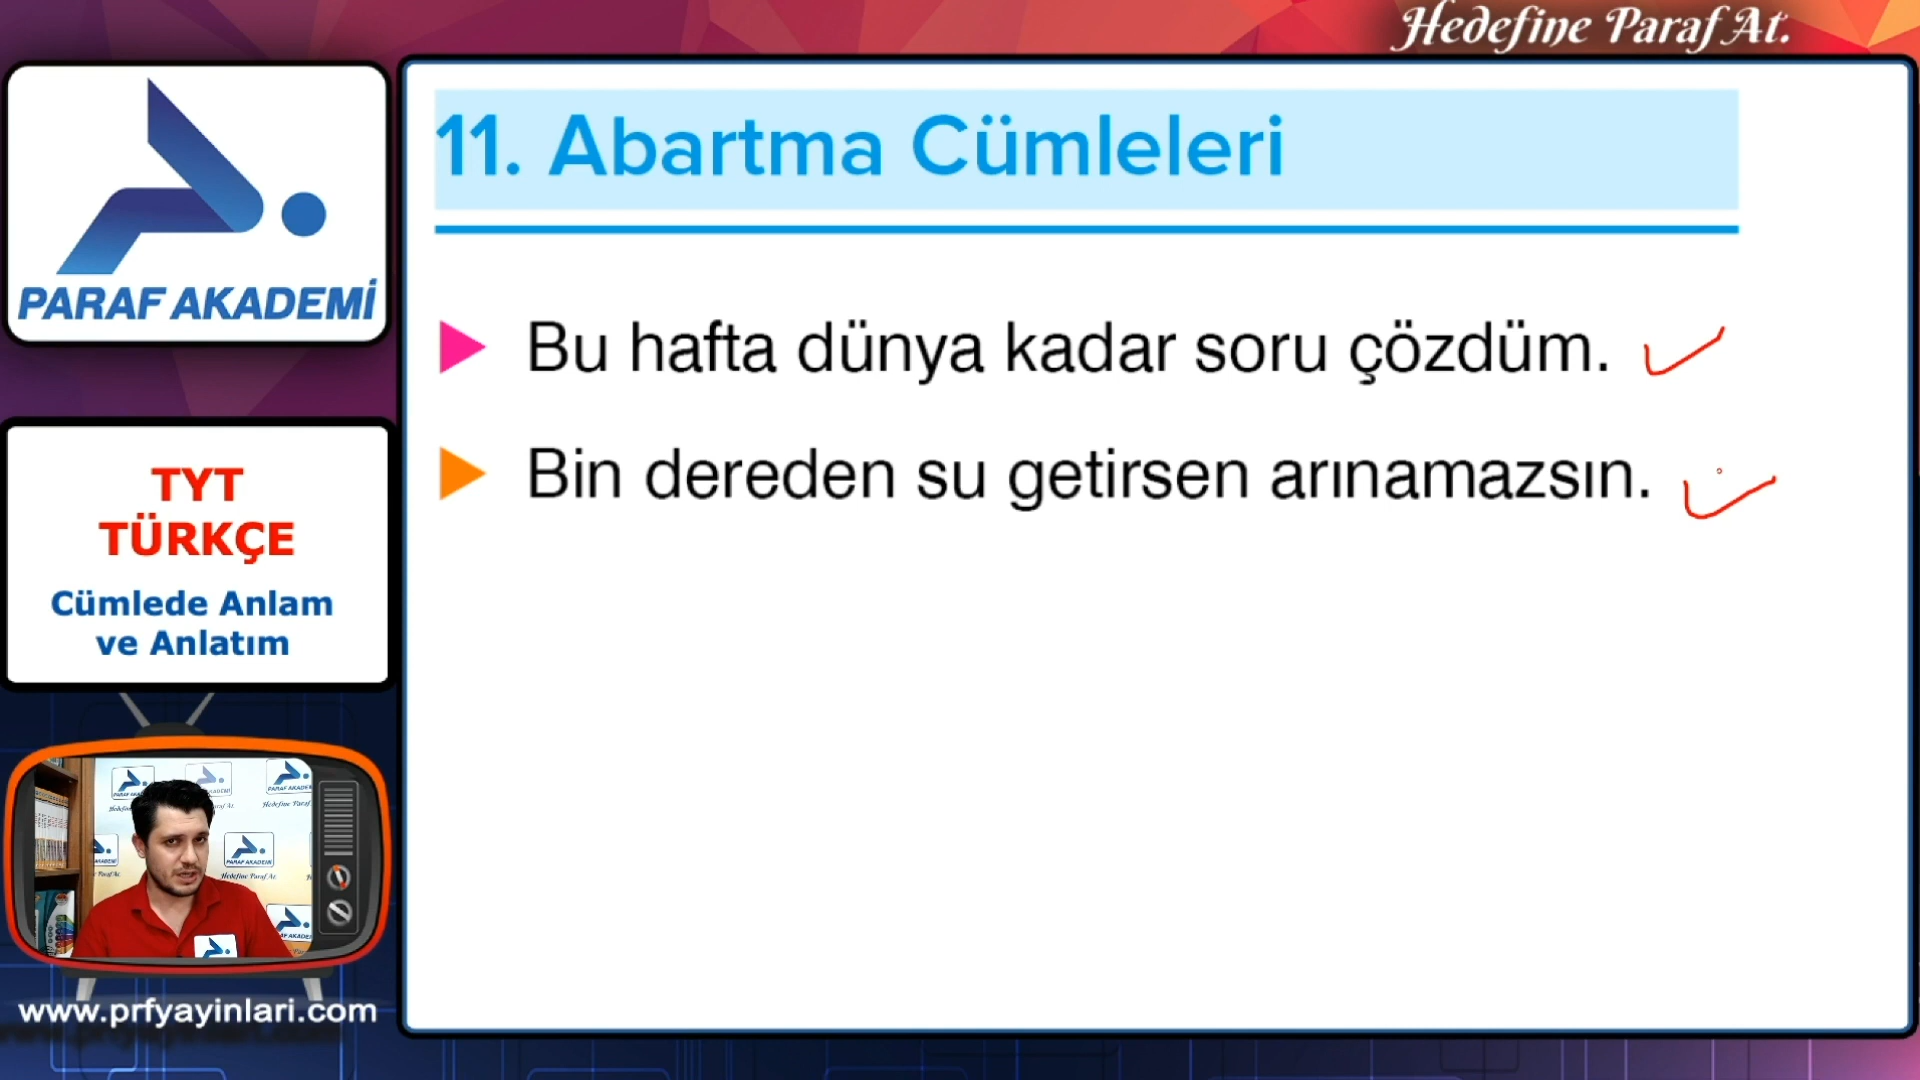 Hedefine Paraf At.
PARAF AKADEMİ
11. Abartma Cümleleri
Bu hafta dünya kadar soru çözdüm.
Bin dereden su getirsen arınamazsın.
TYT
TÜRKÇE
Cümlede Anlam
ve Anlatım
www.prfyayinlari.com